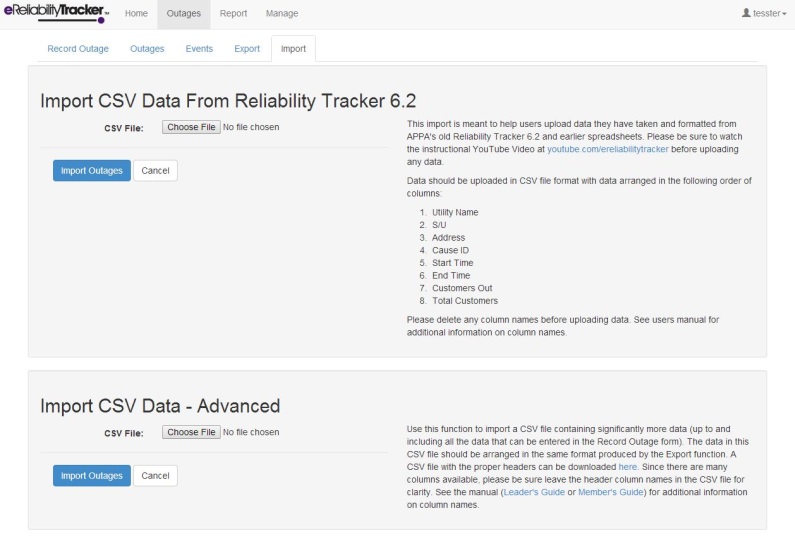 eReliabilityTracker™ Home Outages Report Manage tesster
Record Outage Outages Events Export Import
Import CSV Data From Reliability Tracker 6.2
CSV File: Choose File No file chosen
Import Outages Cancel
This import is meant to help users upload data they have taken and formatted from
APPA's old Reliability Tracker 6.2 and earlier spreadsheets. Please be sure to watch
the instructional YouTube Video at youtube.com/ereliabilitytracker before uploading
any data.
Data should be uploaded in CSV file format with data arranged in the following order of
columns:
1. Utility Name
2. S/U
3. Address
4. Cause ID
5. Start Time
6. End Time
7. Customers Out
8. Total Customers
Please delete any column names before uploading data. See users manual for
additional information on column names.
Import CSV Data - Advanced
CSV File: Choose File No file chosen
Import Outages Cancel
Use this function to import a CSV file containing significantly more data (up to and
including all the data that can be entered in the Record Outage form). The data in this
CSV file should be arranged in the same format produced by the Export function. A
CSV file with the proper headers can be downloaded here. Since there are many
columns available, please be sure leave the header column names in the CSV file for
clarity. See the manual (Leader's Guide or Member's Guide) for additional information
on column names.